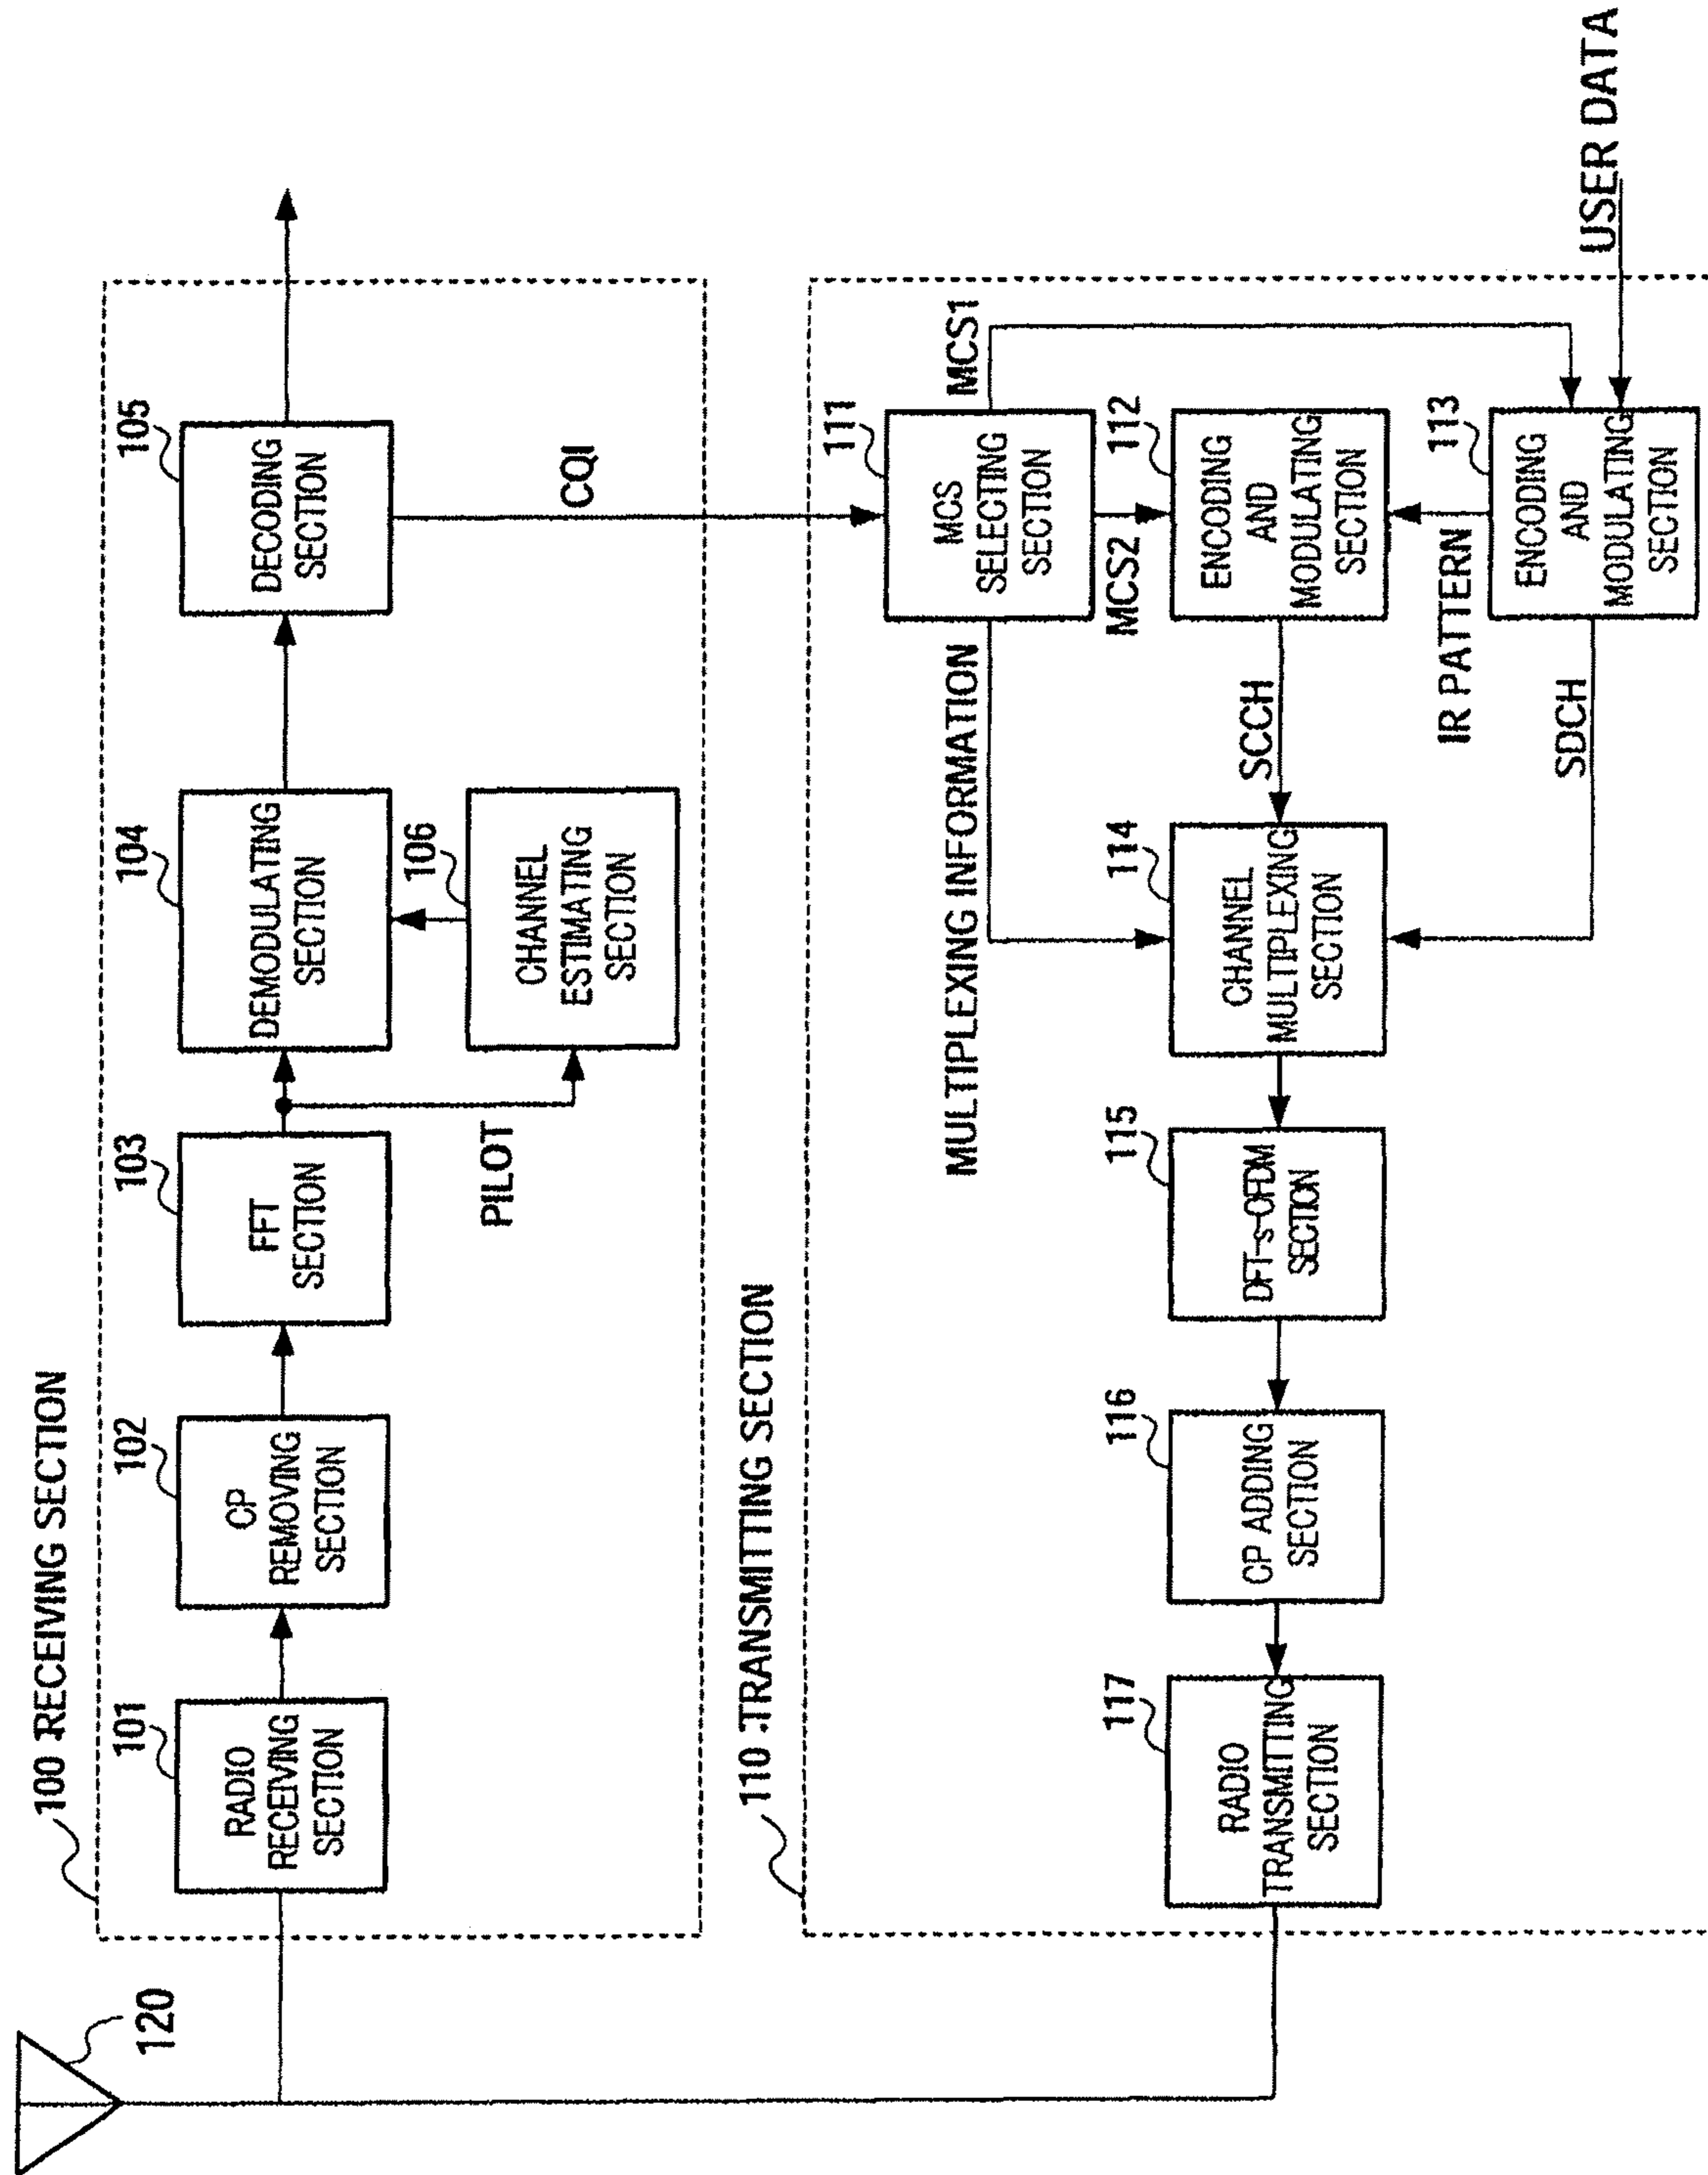 100 RECEIVING SECTION
101
RADIO
RECEIVING
SECTION
102
CP
REMOVING
SECTION
103
FFT
SECTION
104
DEMODULATING
SECTION
105
DECODING
SECTION
PILOT
106
CHANNEL
ESTIMATING
SECTION
CQI
120
110 TRANSMITTING SECTION
111
MCS
SELECTING
SECTION
MCS1
MULTIPLEXING INFORMATION
MCS2
117
RADIO
TRANSMITTING
SECTION
116
CP ADDING
SECTION
115
DFT-s-OFDM
SECTION
114
CHANNEL
MULTIPLEXING
SECTION
SCCH
112
ENCODING
AND
MODULATING
SECTION
IR PATTERN
SDCH
113
ENCODING
AND
MODULATING
SECTION
USER DATA